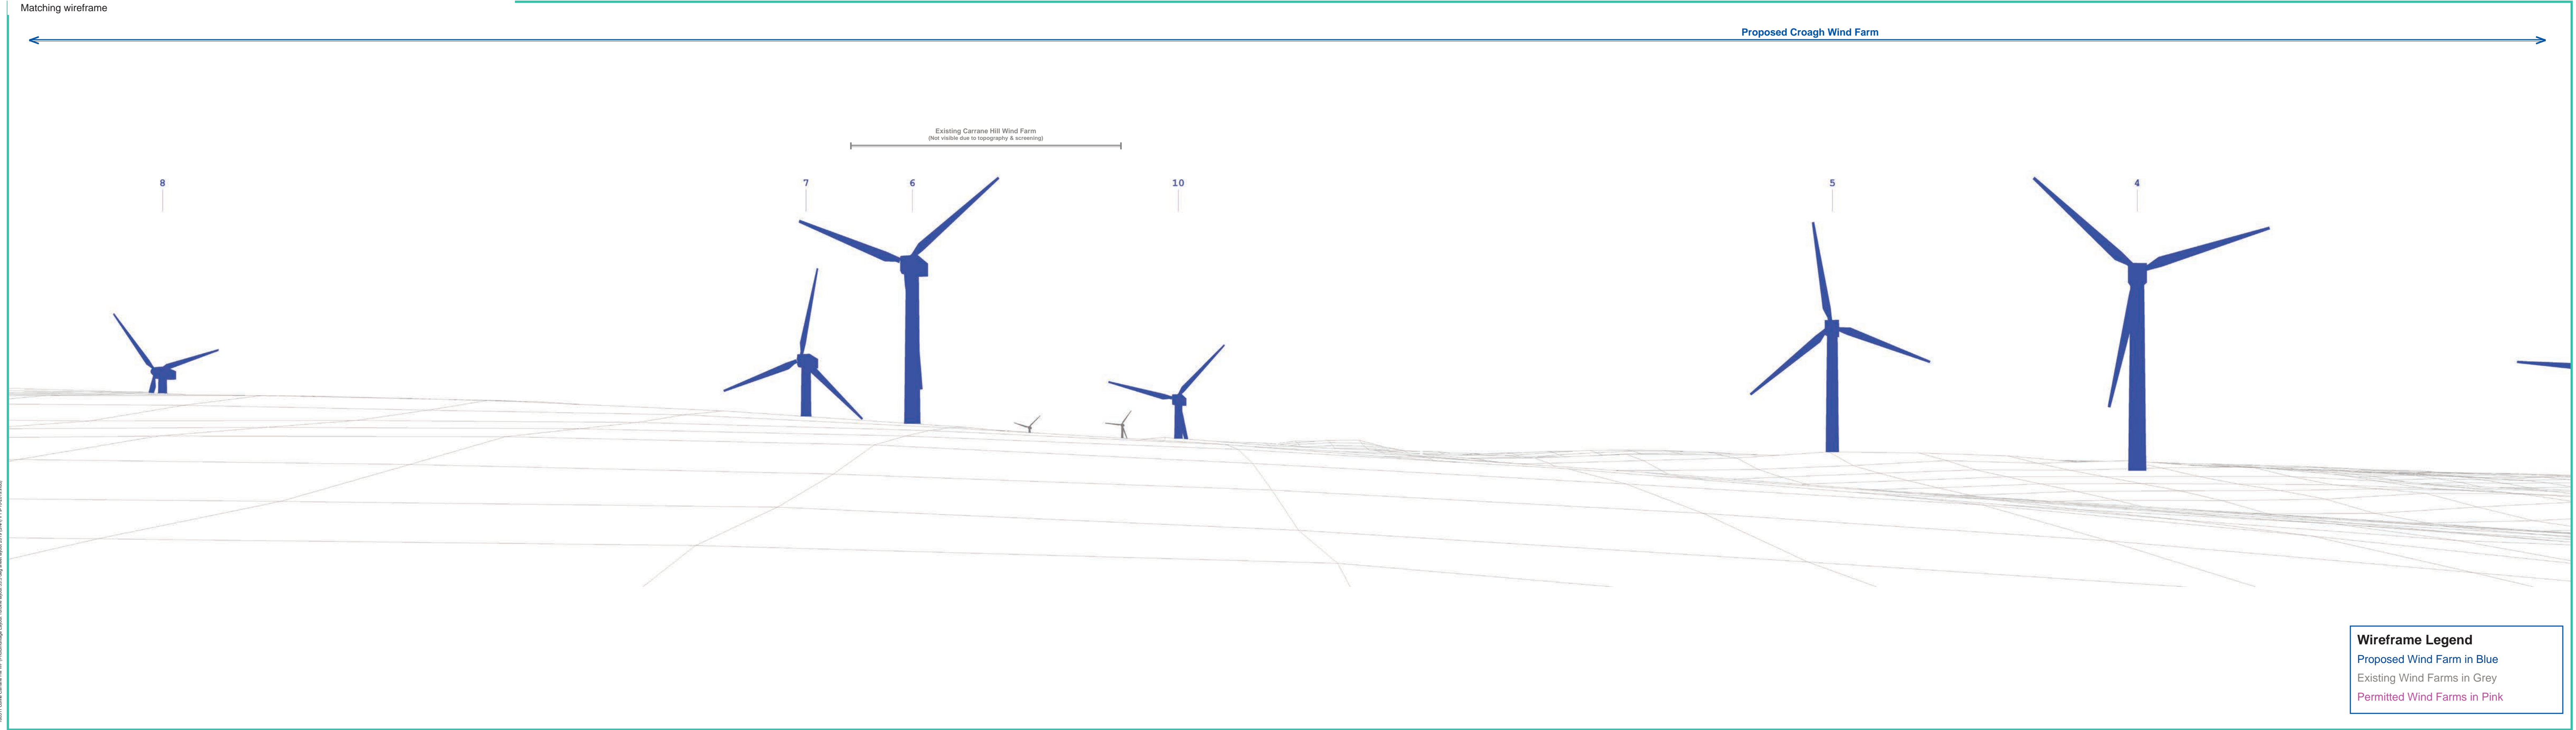 Matching wireframe
Proposed Croagh Wind Farm
Existing Carrane Hill Wind Farm
(Not visible due to topography & screening)
8
7
6
10
5
4
Wireframe Legend
Proposed Wind Farm in Blue
Existing Wind Farms in Grey
Permitted Wind Farms in Pink